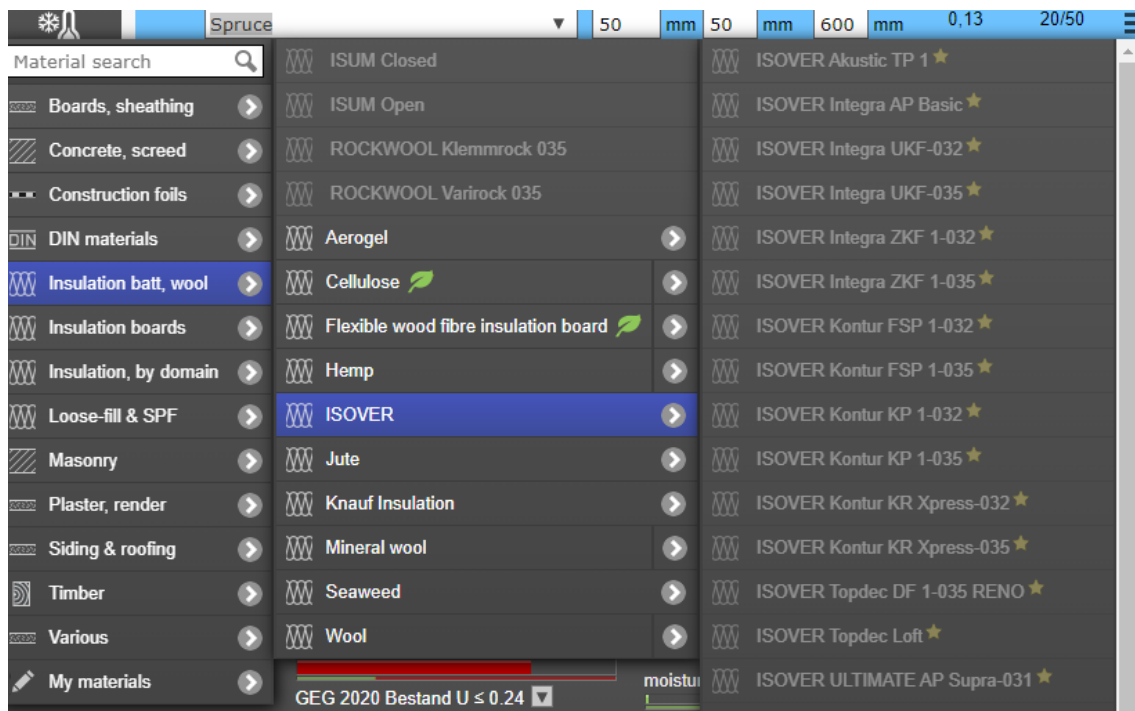 Spruce 50 mm 50 mm 600 mm 0,13 20/50
Material search
Boards, sheathing
Concrete, screed
Construction foils
DIN DIN materials
Insulation batt, wool
Insulation boards
Insulation, by domain
Loose-fill & SPF
Masonry
Plaster, render
Siding & roofing
Timber
Various
My materials
ISUM Closed
ISUM Open
ROCKWOOL Klemmrock 035
ROCKWOOL Varirock 035
Aerogel
Cellulose
Flexible wood fibre insulation board
Hemp
ISOVER
Jute
Knauf Insulation
Mineral wool
Seaweed
Wool
ISOVER Akustic TP 1
ISOVER Integra AP Basic
ISOVER Integra UKF-032
ISOVER Integra UKF-035
ISOVER Integra ZKF 1-032
ISOVER Integra ZKF 1-035
ISOVER Kontur FSP 1-032
ISOVER Kontur FSP 1-035
ISOVER Kontur KP 1-032
ISOVER Kontur KP 1-035
ISOVER Kontur KR Xpress-032
ISOVER Kontur KR Xpress-035
ISOVER Topdec DF 1-035 RENO
ISOVER Topdec Loft
ISOVER ULTIMATE AP Supra-031
GEG 2020 Bestand U ≤ 0.24